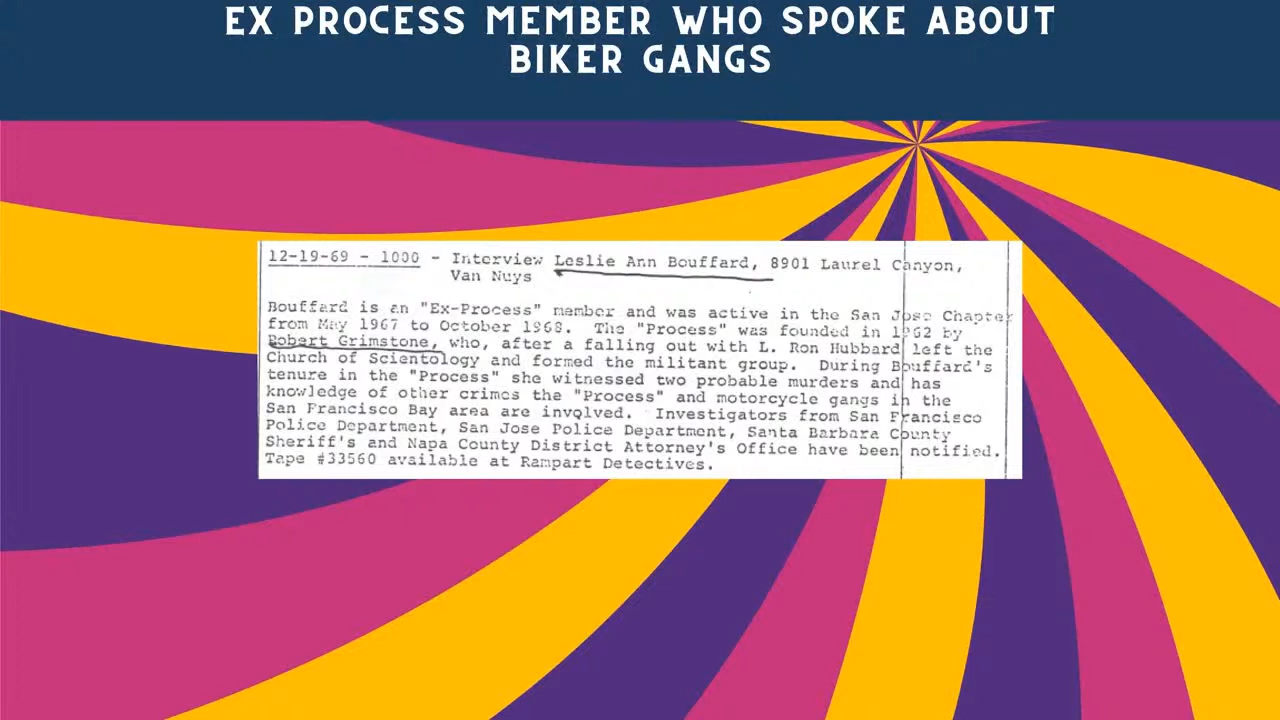 EX PROCESS MEMBER WHO SPOKE ABOUT
BIKER GANGS
12-19-69 - 1000 - Interview Leslie Ann Bouffard, 8901 Laurel Canyon,
Van Nuys
Bouffard is an "Ex-Process" member and was active in the San Jose Chapter
from May 1967 to October 1968. The "Process" was founded in 1962 by
Robert Grimstone, who, after a falling out with L. Ron Hubbard left the
Church of Scientology and formed the militant group. During Bouffard's
tenure in the "Process" she witnessed two probable murders and has
knowledge of other crimes the "Process" and motorcycle gangs in the
San Francisco Bay area are involved. Investigators from San Francisco
Police Department, San Jose Police Department, Santa Barbara County
Sheriff's and Napa County District Attorney's Office have been notified.
Tape #33560 available at Rampart Detectives.